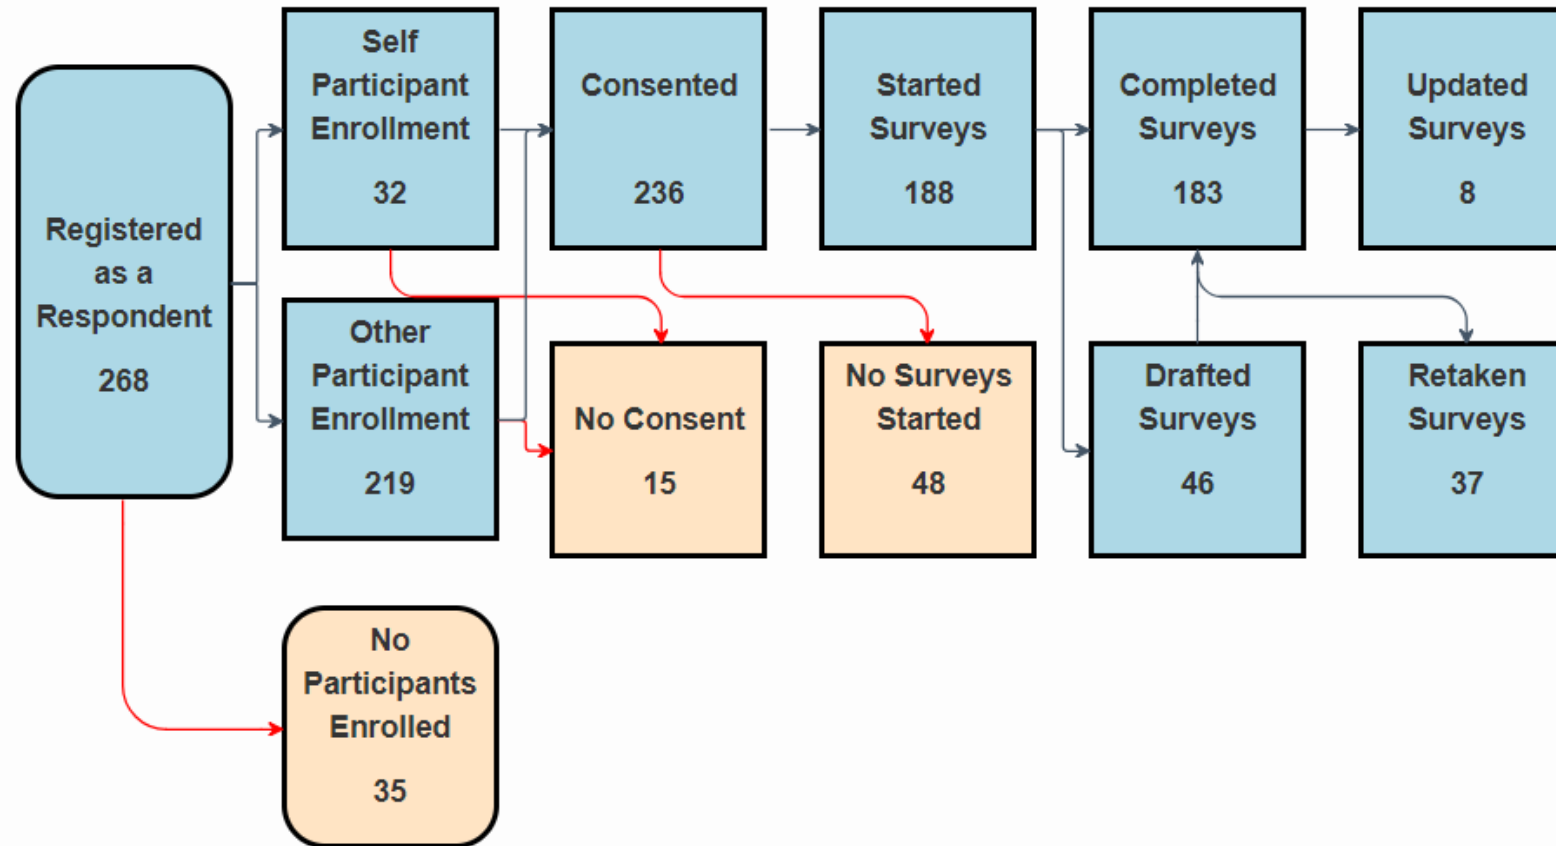 Registered
as a
Respondent
268
Self
Participant
Enrollment
32
Other
Participant
Enrollment
219
No
Participants
Enrolled
35
Consented
236
No Consent
15
Started
Surveys
188
No Surveys
Started
48
Completed
Surveys
183
Drafted
Surveys
46
Updated
Surveys
8
Retaken
Surveys
37